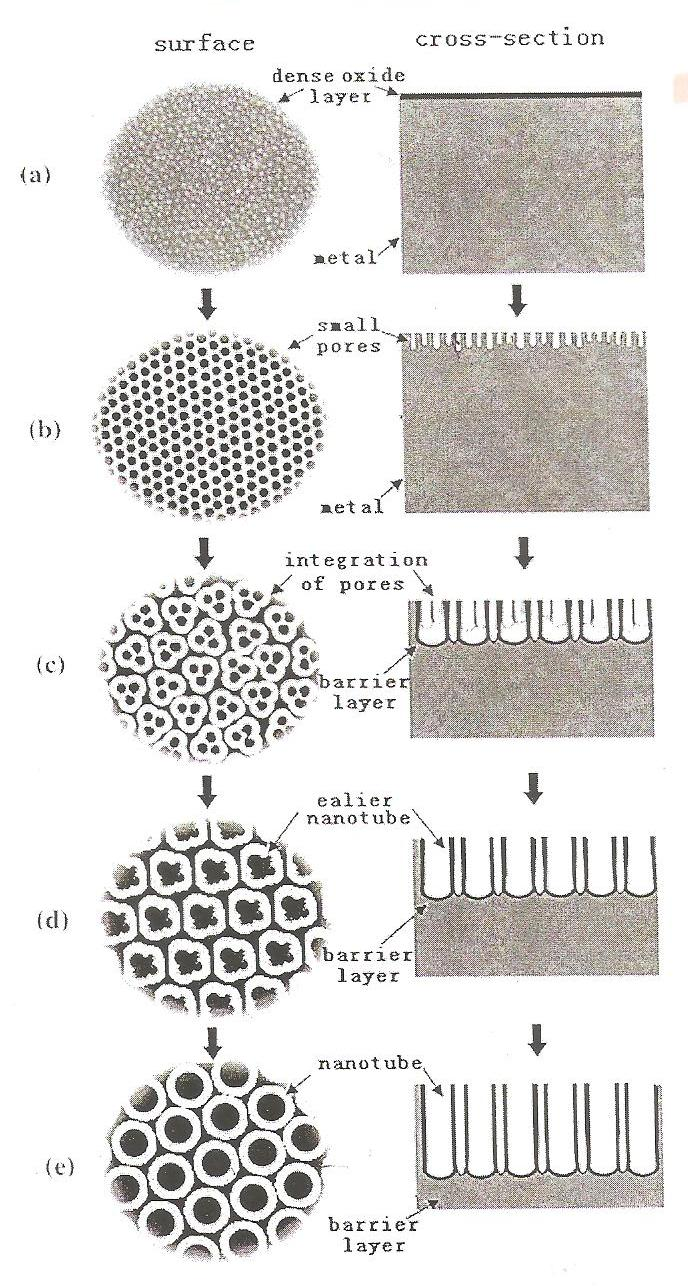 surface
cross-section
dense oxide
layer
(a)
metal
small
pores
(b)
metal
integration
of pores
(c)
barrier
layer
ealier
nanotube
(d)
barrier
layer
nanotube
(e)
barrier
layer